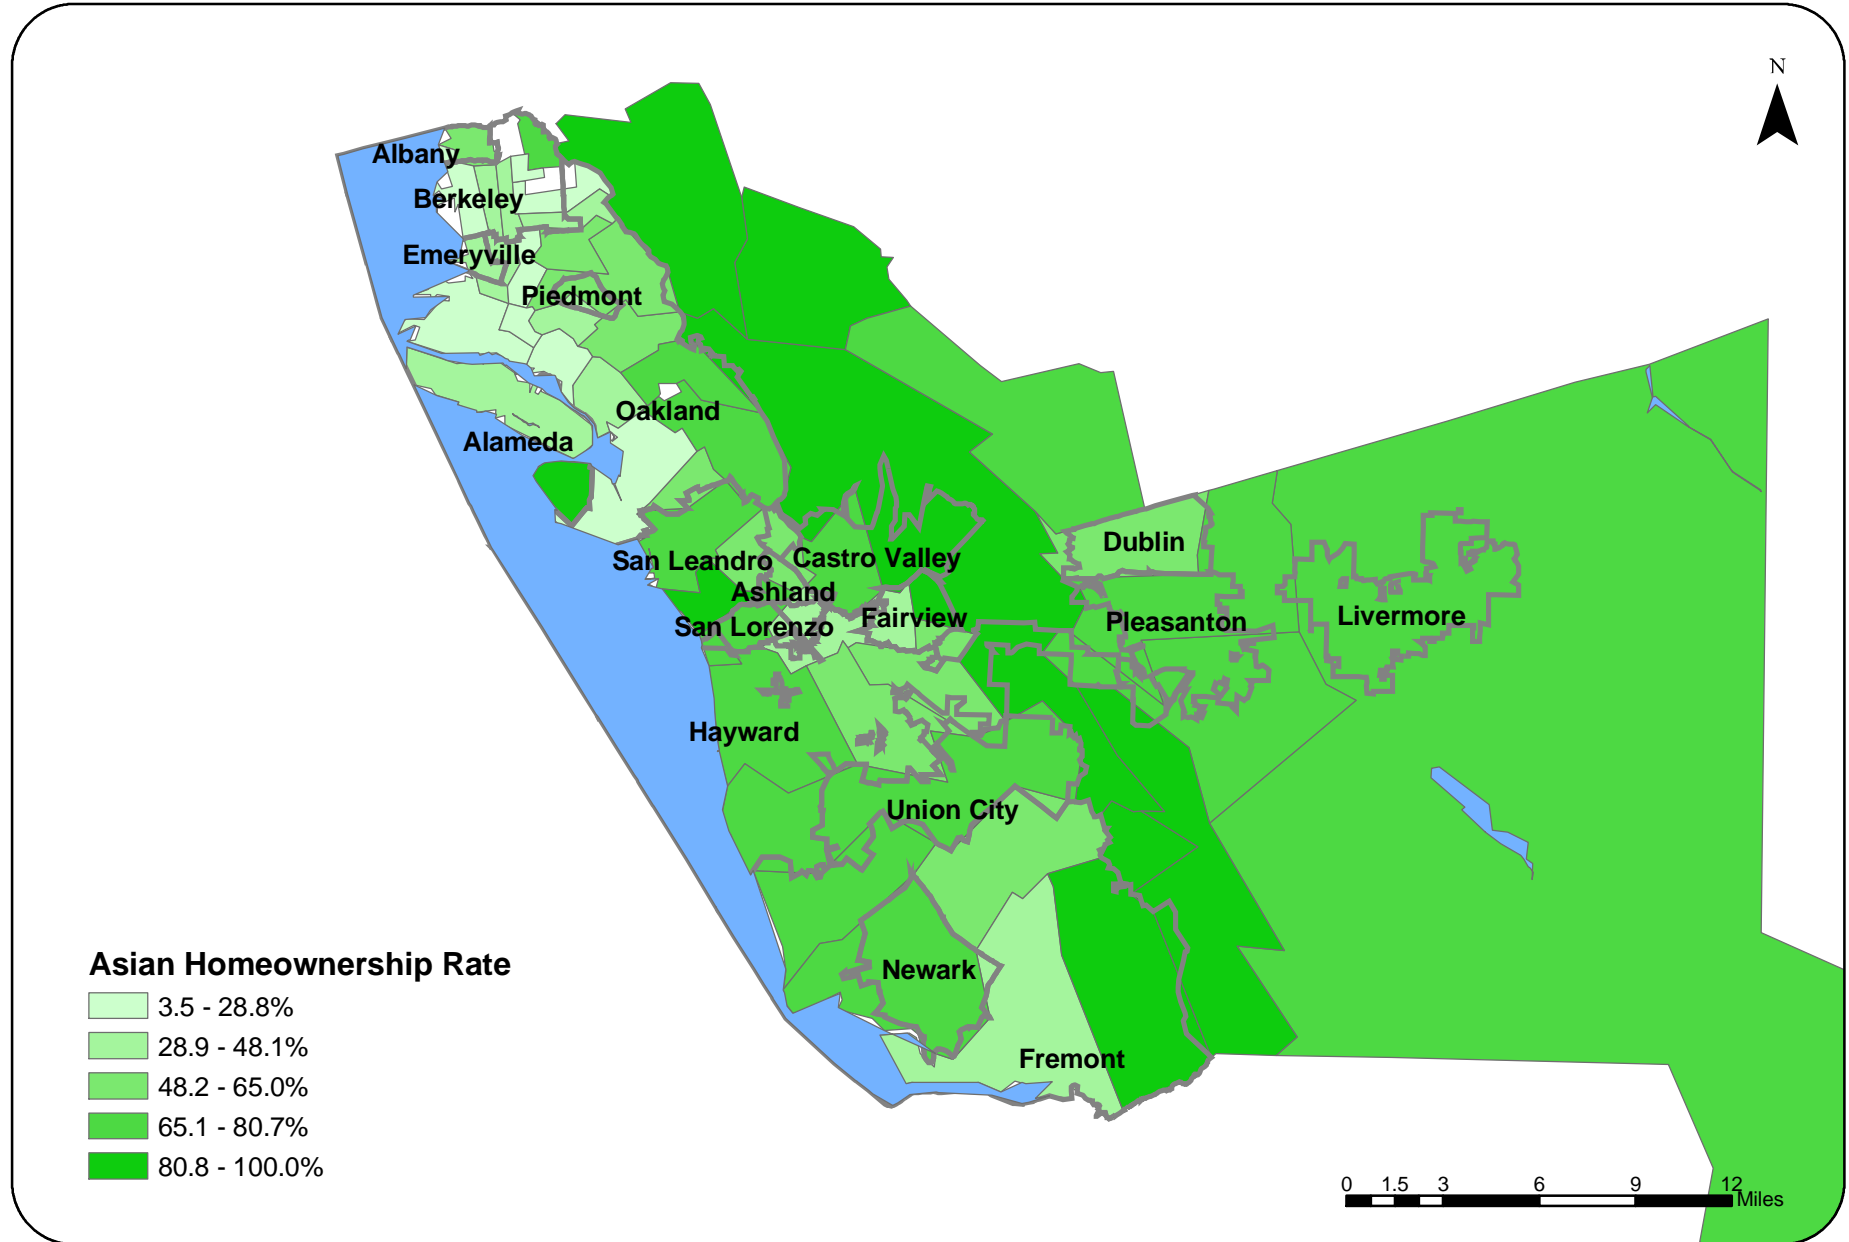 N
Albany
Berkeley
Emeryville
Piedmont
Oakland
Alameda
San Leandro
Castro Valley
Dublin
Ashland
San Lorenzo
Fairview
Pleasanton
Livermore
Hayward
Union City
Newark
Fremont
Asian Homeownership Rate
3.5 - 28.8%
28.9 - 48.1%
48.2 - 65.0%
65.1 - 80.7%
80.8 - 100.0%
0 1.5 3 6 9 12
Miles